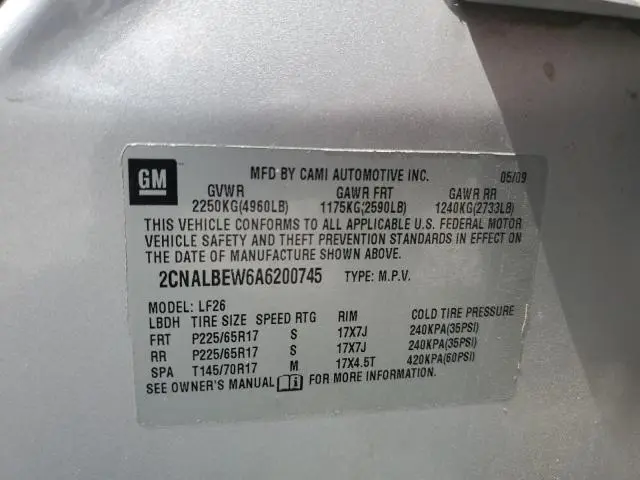 GM
MFD BY CAMI AUTOMOTIVE INC. 05/09
GVWR GAWR FRT GAWR RR
2250KG(4960LB) 1175KG(2590LB) 1240KG(2733LB)
THIS VEHICLE CONFORMS TO ALL APPLICABLE U.S. FEDERAL MOTOR
VEHICLE SAFETY AND THEFT PREVENTION STANDARDS IN EFFECT ON
THE DATE OF MANUFACTURE SHOWN ABOVE.
2CNALBEW6A6200745 TYPE: M.P.V.
MODEL: LF26
LBDH TIRE SIZE SPEED RTG RIM COLD TIRE PRESSURE
FRT P225/65R17 S 17X7J 240KPA(35PSI)
RR P225/65R17 S 17X7J 240KPA(35PSI)
SPA T145/70R17 M 17X4.5T 420KPA(60PSI)
SEE OWNER'S MANUAL FOR MORE INFORMATION.